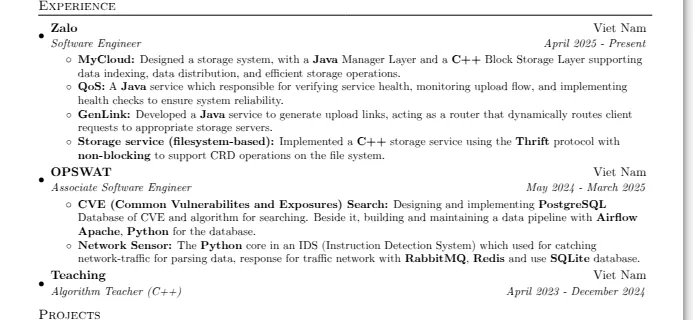 Experience
• Zalo Viet Nam
Software Engineer April 2025 - Present
◦ MyCloud: Designed a storage system, with a Java Manager Layer and a C++ Block Storage Layer supporting
data indexing, data distribution, and efficient storage operations.
◦ QoS: A Java service which responsible for verifying service health, monitoring upload flow, and implementing
health checks to ensure system reliability.
◦ GenLink: Developed a Java service to generate upload links, acting as a router that dynamically routes client
requests to appropriate storage servers.
◦ Storage service (filesystem-based): Implemented a C++ storage service using the Thrift protocol with
non-blocking to support CRD operations on the file system.
• OPSWAT Viet Nam
Associate Software Engineer May 2024 - March 2025
◦ CVE (Common Vulnerabilites and Exposures) Search: Designing and implementing PostgreSQL
Database of CVE and algorithm for searching. Beside it, building and maintaining a data pipeline with Airflow
Apache, Python for the database.
◦ Network Sensor: The Python core in an IDS (Instruction Detection System) which used for catching
network-traffic for parsing data, response for traffic network with RabbitMQ, Redis and use SQLite database.
• Teaching Viet Nam
Algorithm Teacher (C++) April 2023 - December 2024
Projects